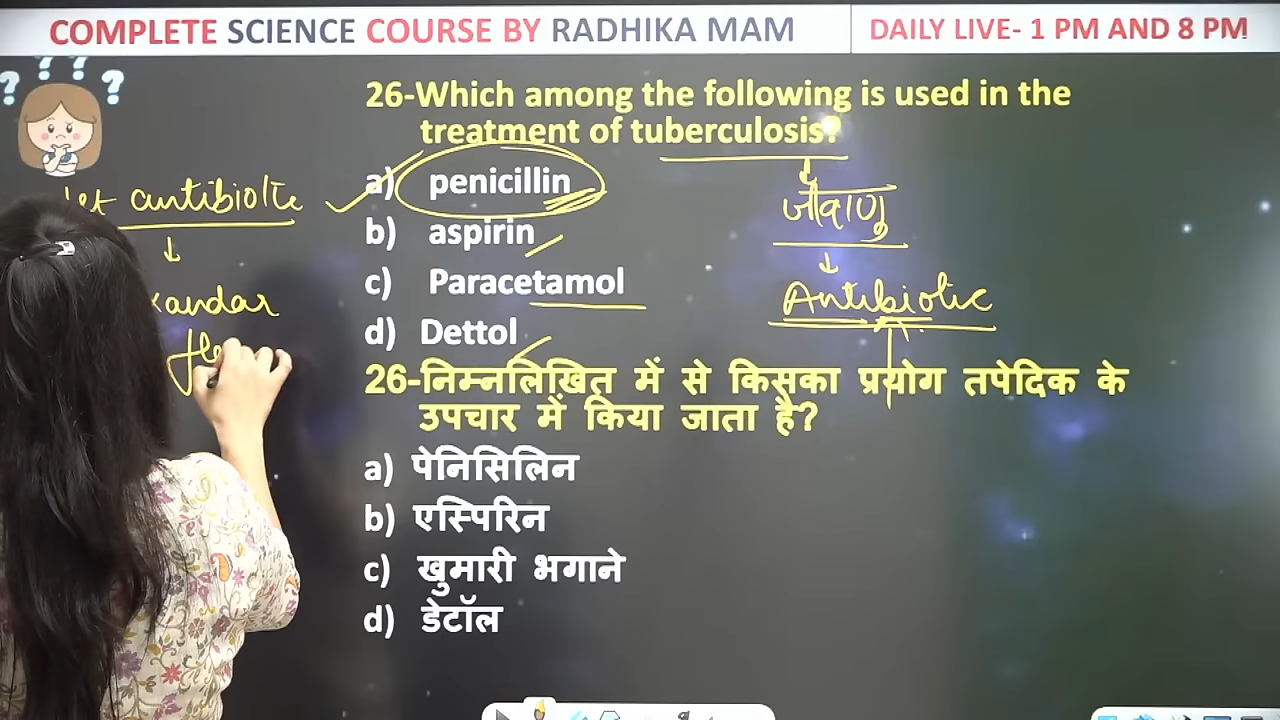 COMPLETE SCIENCE COURSE BY RADHIKA MAM
DAILY LIVE- 1 PM AND 8 PM
26-Which among the following is used in the
treatment of tuberculosis?
a) penicillin
b) aspirin
c) Paracetamol
d) Dettol
antibiotic
जीवाणु
Antibiotic
26-निम्नलिखित में से किसका प्रयोग तपेदिक के
उपचार में किया जाता है?
a) पेनिसिलिन
b) एस्पिरिन
c) खुमारी भगाने
d) डेटॉल
? ? ? ?